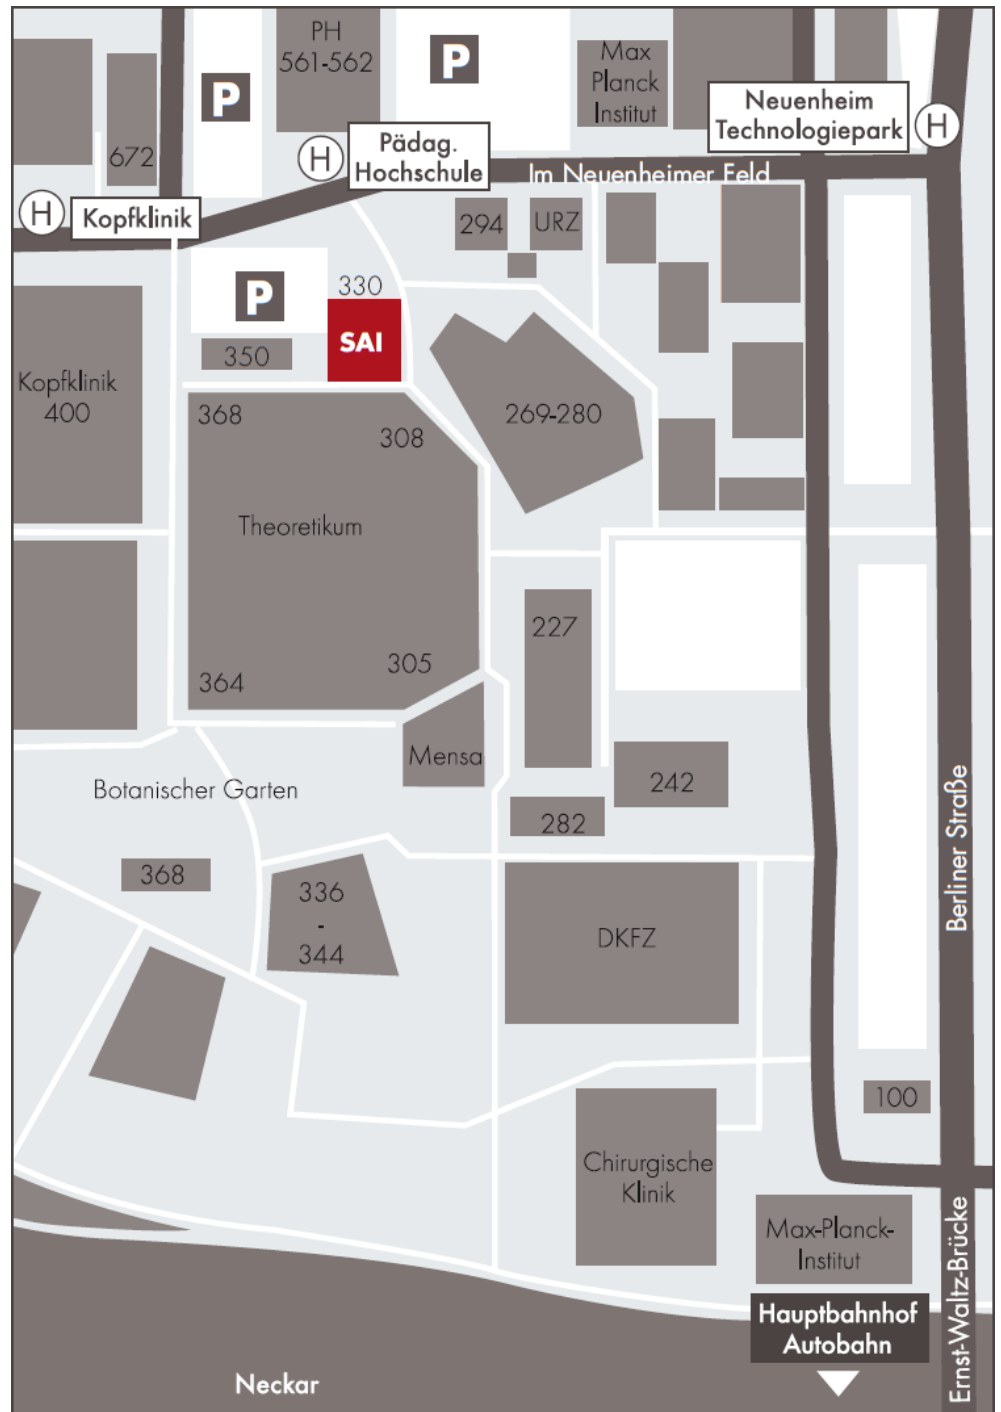 PH
561-562
P
P
Max
Planck
Institut
Neuenheim
Technologiepark
H
672
H
Pädag.
Hochschule
Im Neuenheimer Feld
H
Kopfklinik
294
URZ
P
330
SAI
350
Kopfklinik
400
368
308
269-280
Theoretikum
227
305
364
Mensa
242
Botanischer Garten
282
368
336
-
344
DKFZ
Berliner Straße
100
Chirurgische
Klinik
Max-Planck-
Institut
Ernst-Waltz-Brücke
Hauptbahnhof
Autobahn
Neckar